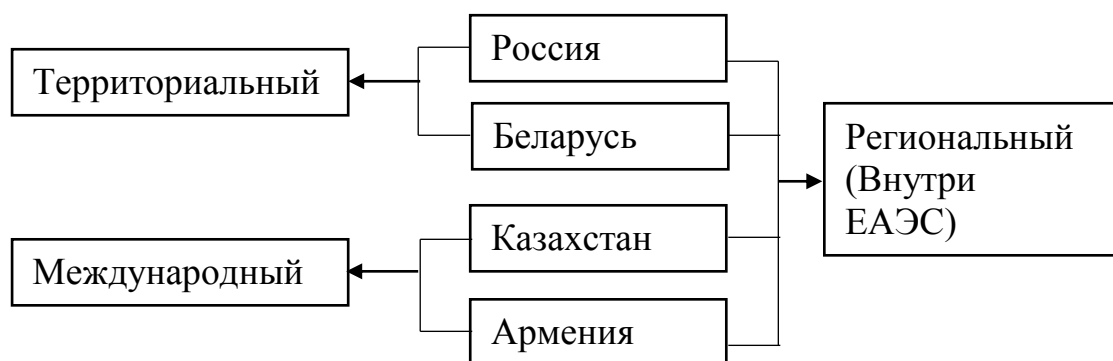 Территориальный
Международный
Россия
Беларусь
Казахстан
Армения
Региональный
(Внутри
ЕАЭС)